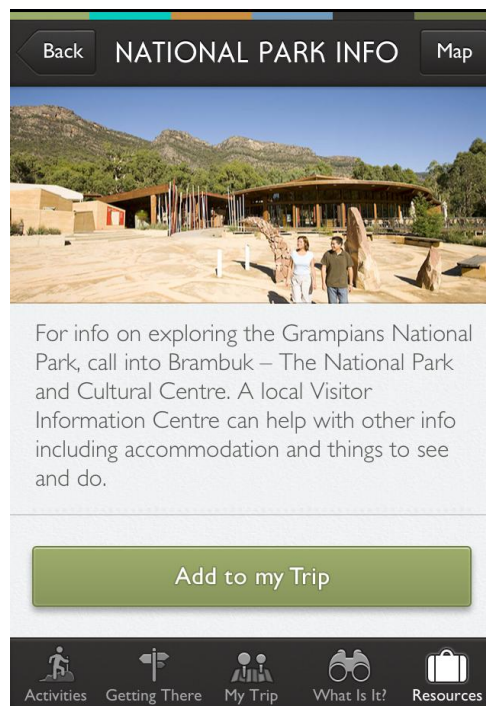 Back NATIONAL PARK INFO Map
For info on exploring the Grampians National
Park, call into Brambuk – The National Park
and Cultural Centre. A local Visitor
Information Centre can help with other info
including accommodation and things to see
and do.
Add to my Trip
Activities Getting There My Trip What Is It? Resources